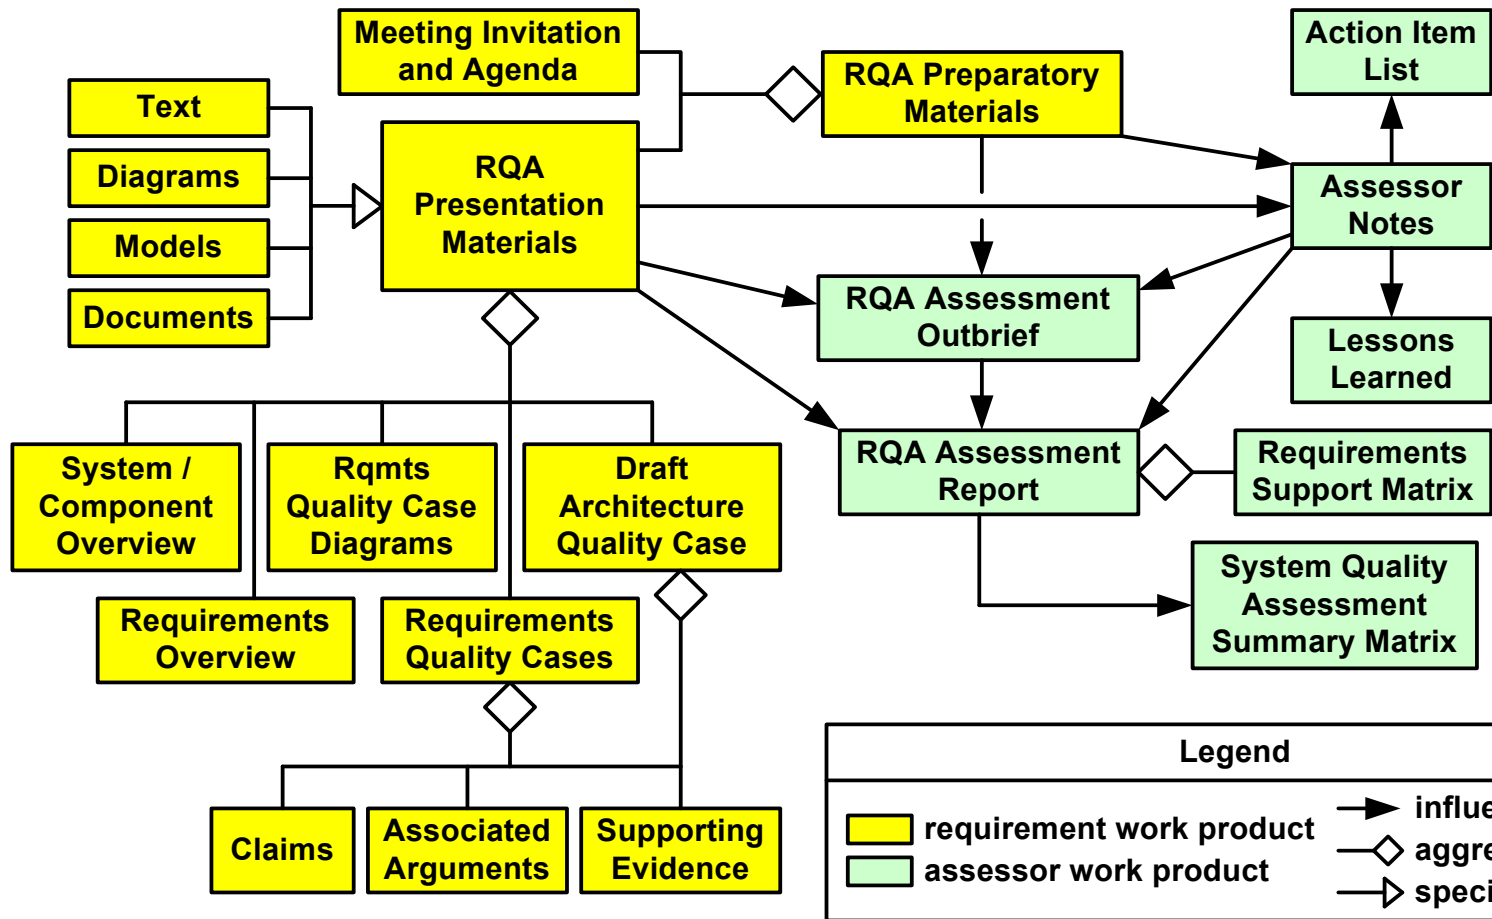 Meeting Invitation
and Agenda
RQA Preparatory
Materials
Action Item
List
Text
Diagrams
Models
Documents
RQA
Presentation
Materials
Assessor
Notes
RQA Assessment
Outbrief
Lessons
Learned
RQA Assessment
Report
Requirements
Support Matrix
System /
Component
Overview
Rqmts
Quality Case
Diagrams
Draft
Architecture
Quality Case
System Quality
Assessment
Summary Matrix
Requirements
Overview
Requirements
Quality Cases
Claims
Associated
Arguments
Supporting
Evidence
Legend
requirement work product
assessor work product
influe
aggre
speci